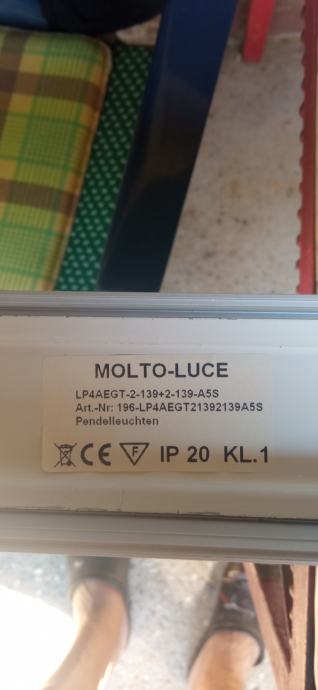 MOLTO-LUCE
LP4AEGT-2-139+2-139-A5S
Art.-Nr: 196-LP4AEGT21392139A5S
Pendelleuchten
CE F IP 20 KL.1